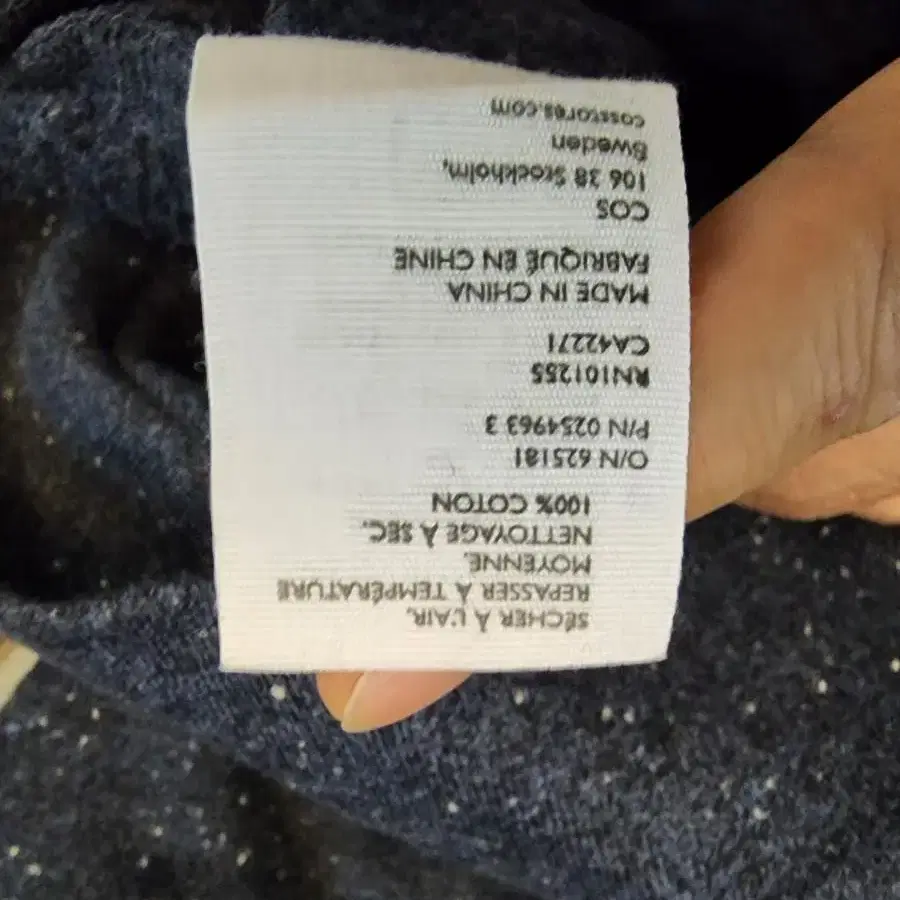 SÉCHER À L'AIR.
REPASSER À TEMPÉRATURE
MOYENNE.
NETTOYAGE À SEC.
100% COTON
O/N 625181
P/N 0254963 3
RN101255
CA42271
MADE IN CHINA
FABRIQUÉ EN CHINE
COS
106 38 Stockholm,
Sweden
cosstores.com